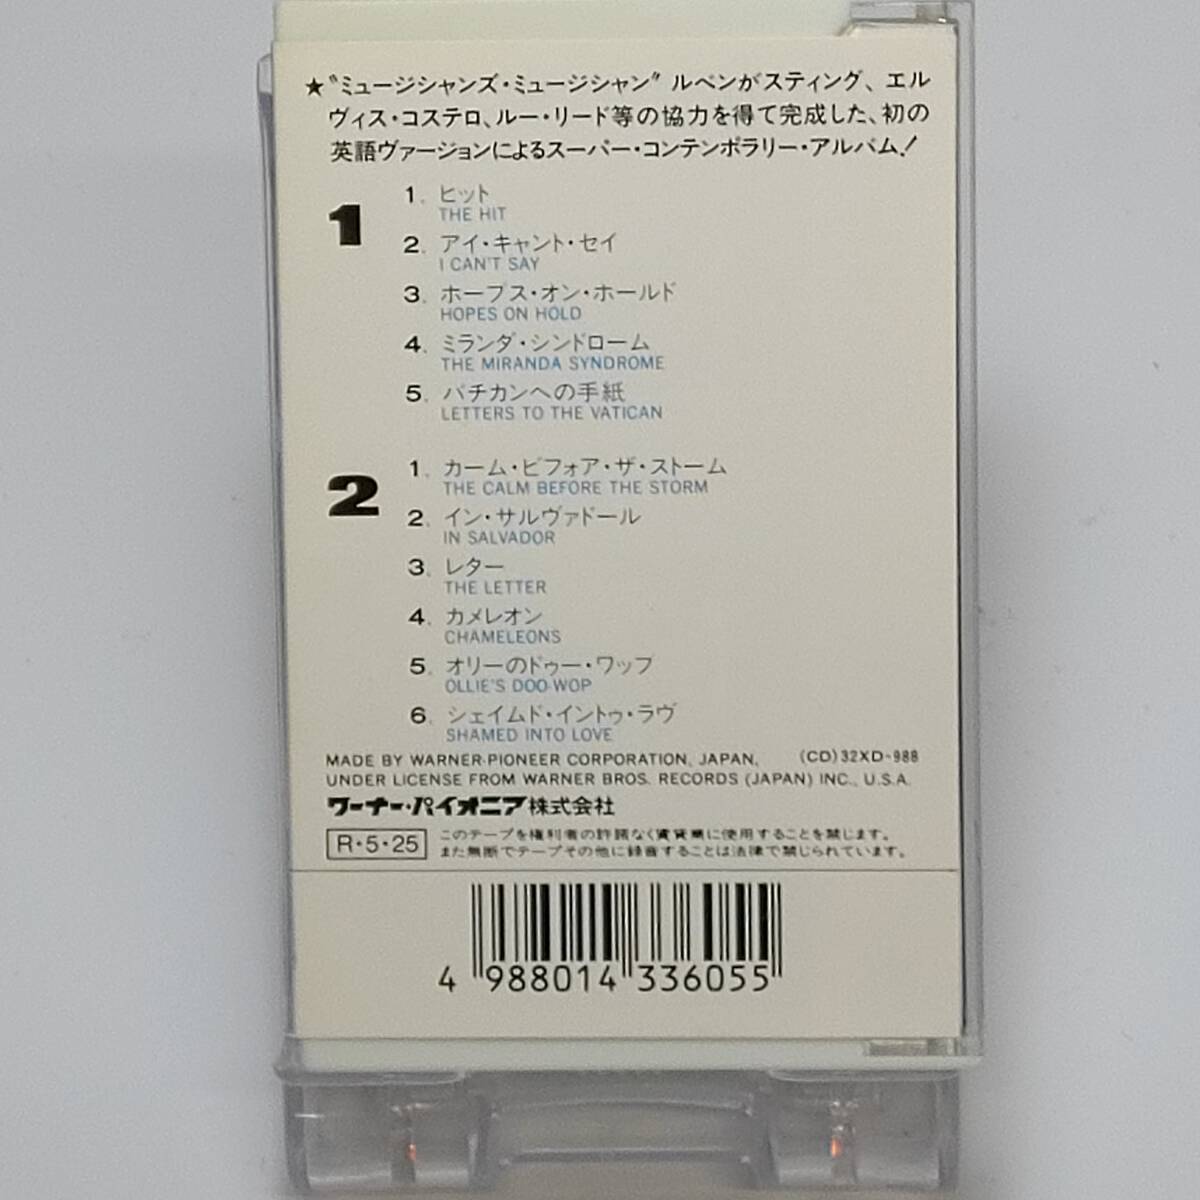 ★“ミュージシャンズ・ミュージシャン” ルベンがスティング、エル
ヴィス・コステロ、ルー・リード等の協力を得て完成した、初の
英語ヴァージョンによるスーパー・コンテンポラリー・アルバム!
1
1. ヒット
THE HIT
2. アイ・キャント・セイ
I CAN'T SAY
3. ホープス・オン・ホールド
HOPES ON HOLD
4. ミランダ・シンドローム
THE MIRANDA SYNDROME
5. バチカンへの手紙
LETTERS TO THE VATICAN
2
1. カーム・ビフォア・ザ・ストーム
THE CALM BEFORE THE STORM
2. イン・サルヴァドール
IN SALVADOR
3. レター
THE LETTER
4. カメレオン
CHAMELEONS
5. オリーのドゥー・ワップ
OLLIE'S DOO-WOP
6. シェイムド・イントゥ・ラヴ
SHAMED INTO LOVE
MADE BY WARNER-PIONEER CORPORATION, JAPAN, (CD)32XD-988
UNDER LICENSE FROM WARNER BROS. RECORDS (JAPAN) INC., U.S.A.
ワーナー・パイオニア株式会社
R・5・25 このテープを権利者の許諾なく賃貸業に使用することを禁じます。
また無断でテープその他に録音することは法律で禁じられています。
4 988014 336055